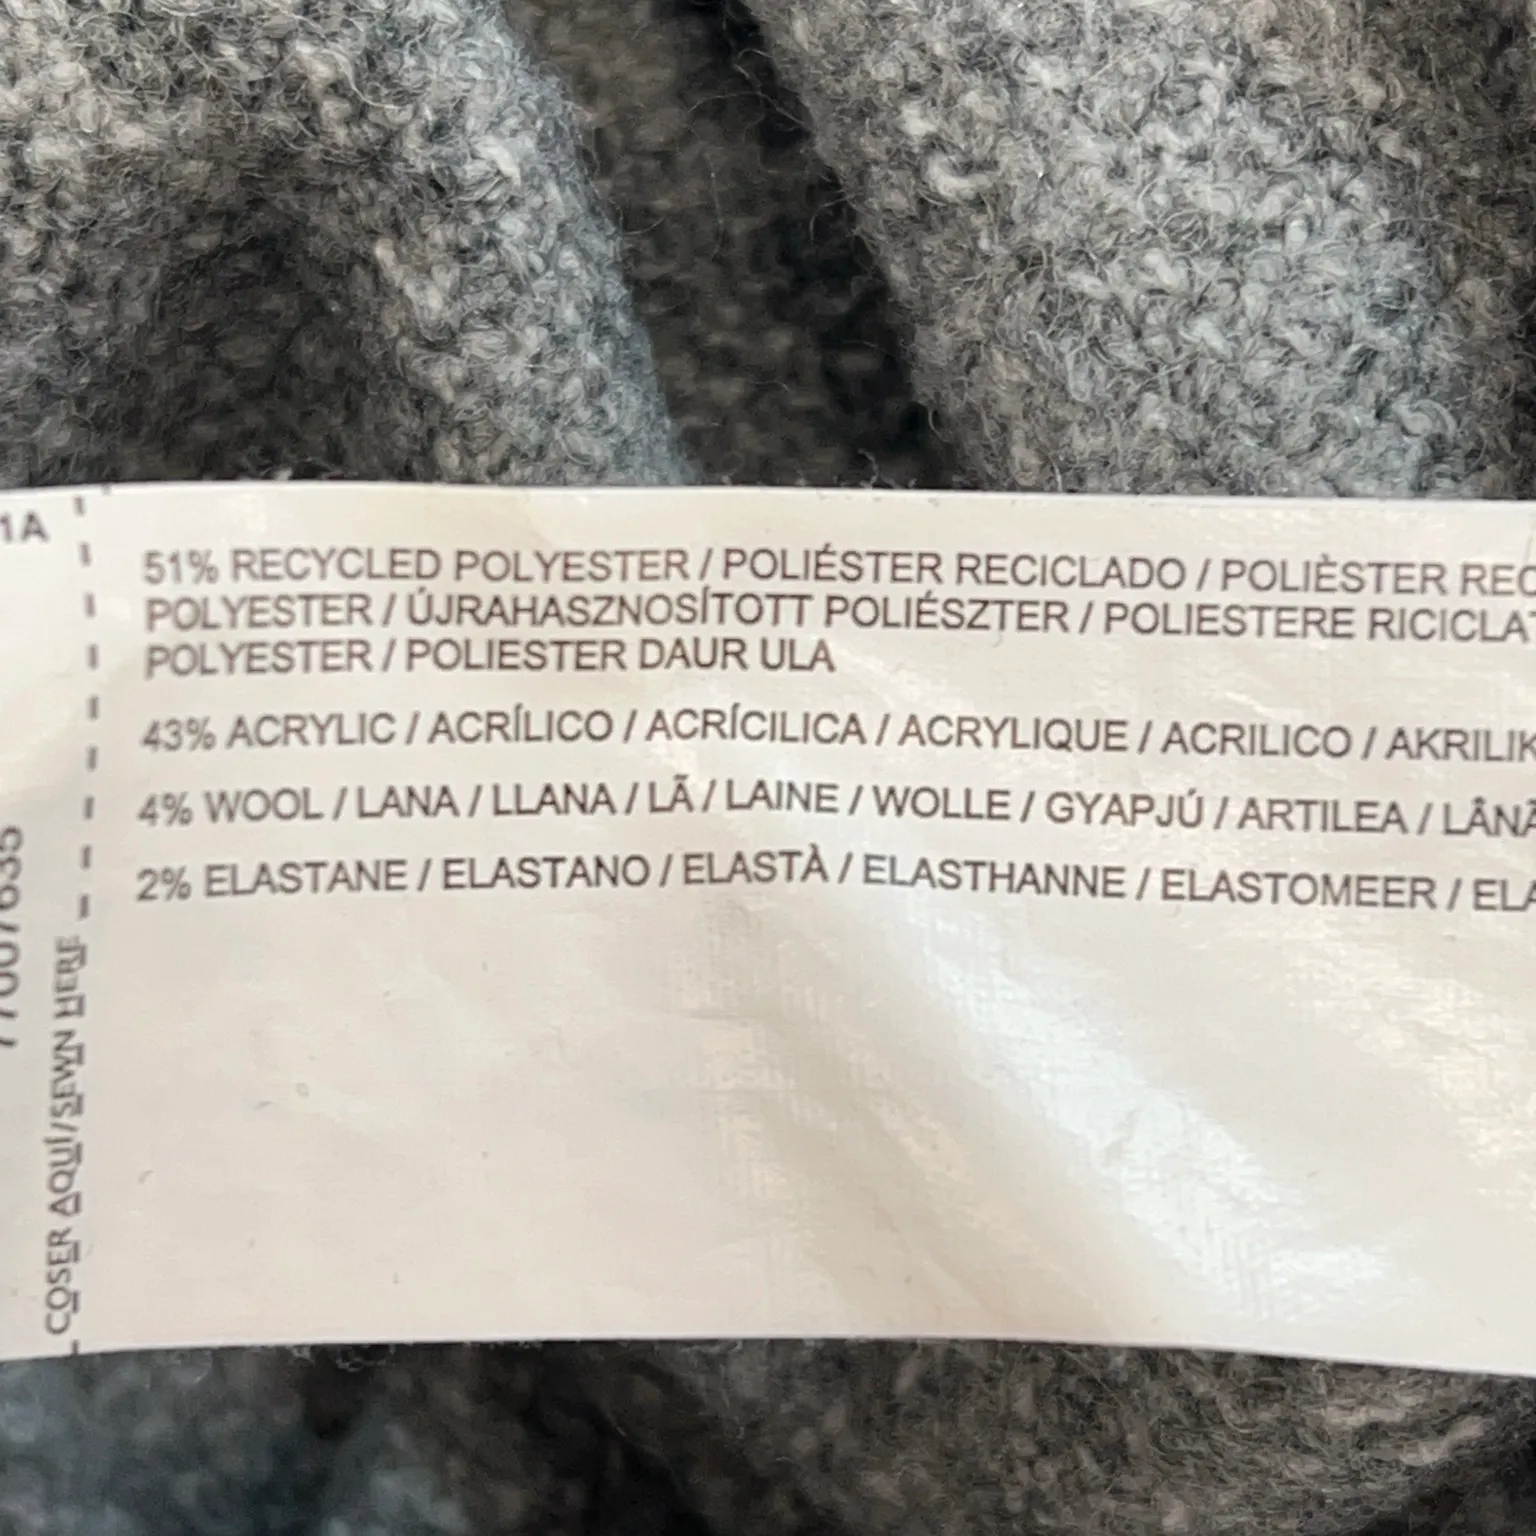 1A
51% RECYCLED POLYESTER / POLIÉSTER RECICLADO / POLIÈSTER REC
POLYESTER / ÚJRAHASZNOSÍTOTT POLIÉSZTER / POLIESTERE RICICLA
POLYESTER / POLIESTER DAUR ULA
43% ACRYLIC / ACRÍLICO / ACRÍCILICA / ACRYLIQUE / ACRILICO / AKRILIK
4% WOOL / LANA / LLANA / LÃ / LAINE / WOLLE / GYAPJÚ / ARTILEA / LÂNĂ
2% ELASTANE / ELASTANO / ELASTÀ / ELASTHANNE / ELASTOMEER / ELA
COSER AQUÍ/SEWN HERE